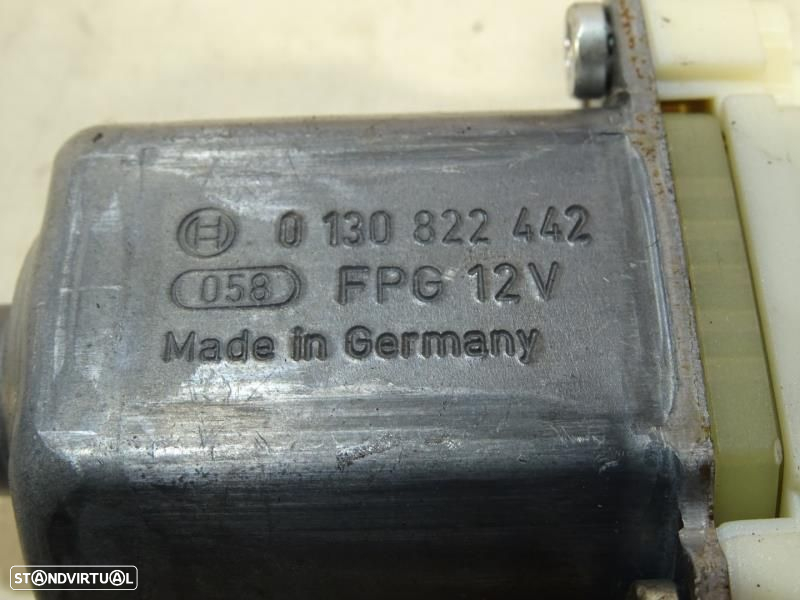 H 0 130 822 442
058 FPG 12V
Made in Germany
STANDVIRTUAL